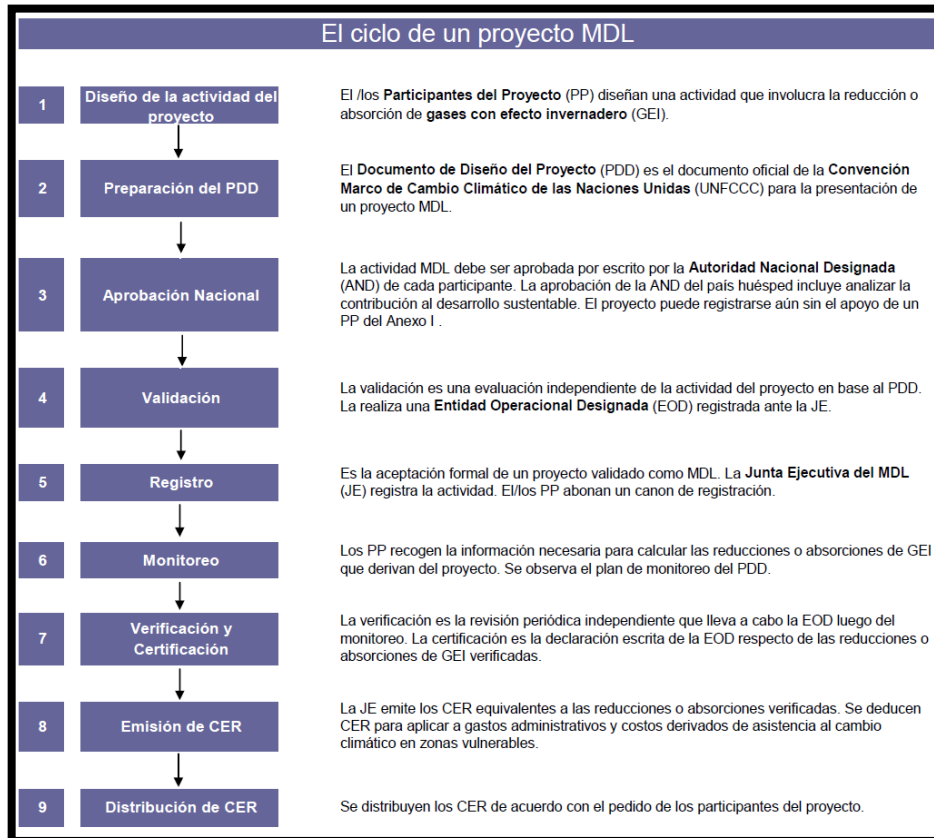 El ciclo de un proyecto MDL
1
Diseño de la actividad del
proyecto
El /los Participantes del Proyecto (PP) diseñan una actividad que involucra la reducción o
absorción de gases con efecto invernadero (GEI).
2
Preparación del PDD
El Documento de Diseño del Proyecto (PDD) es el documento oficial de la Convención
Marco de Cambio Climático de las Naciones Unidas (UNFCCC) para la presentación de
un proyecto MDL.
3
Aprobación Nacional
La actividad MDL debe ser aprobada por escrito por la Autoridad Nacional Designada
(AND) de cada participante. La aprobación de la AND del país huésped incluye analizar la
contribución al desarrollo sustentable. El proyecto puede registrarse aún sin el apoyo de un
PP del Anexo I .
4
Validación
La validación es una evaluación independiente de la actividad del proyecto en base al PDD.
La realiza una Entidad Operacional Designada (EOD) registrada ante la JE.
5
Registro
Es la aceptación formal de un proyecto validado como MDL. La Junta Ejecutiva del MDL
(JE) registra la actividad. El/los PP abonan un canon de registración.
6
Monitoreo
Los PP recogen la información necesaria para calcular las reducciones o absorciones de GEI
que derivan del proyecto. Se observa el plan de monitoreo del PDD.
7
Verificación y
Certificación
La verificación es la revisión periódica independiente que lleva a cabo la EOD luego del
monitoreo. La certificación es la declaración escrita de la EOD respecto de las reducciones o
absorciones de GEI verificadas.
8
Emisión de CER
La JE emite los CER equivalentes a las reducciones o absorciones verificadas. Se deducen
CER para aplicar a gastos administrativos y costos derivados de asistencia al cambio
climático en zonas vulnerables.
9
Distribución de CER
Se distribuyen los CER de acuerdo con el pedido de los participantes del proyecto.